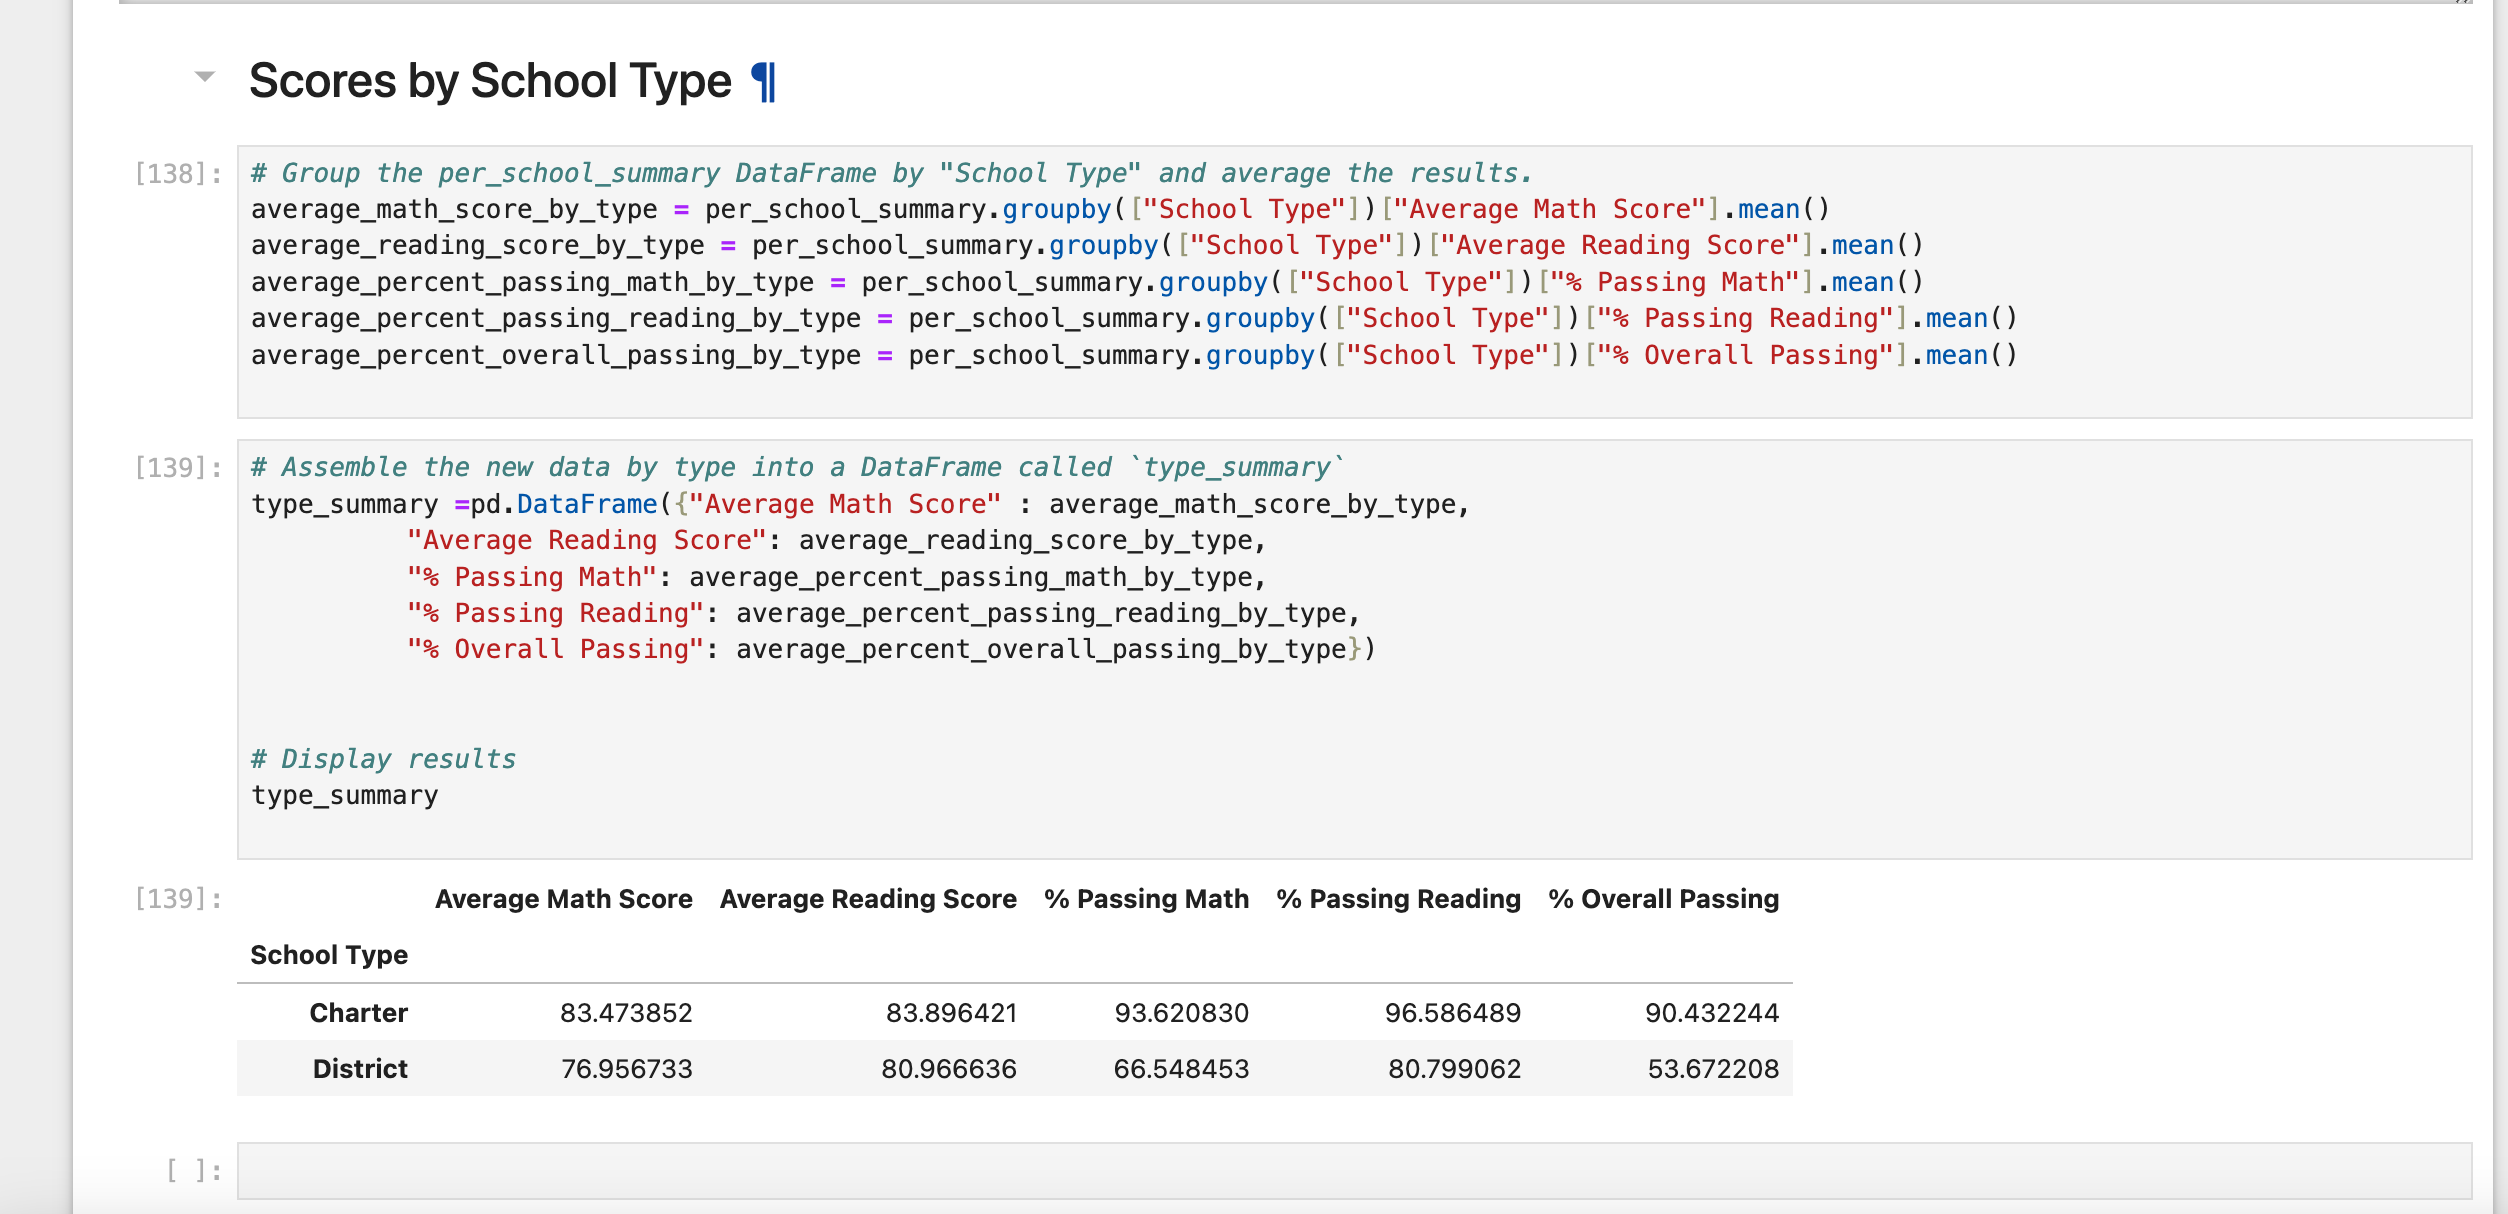 Scores by School Type ¶
[138]:
# Group the per_school_summary DataFrame by "School Type" and average the results.
average_math_score_by_type = per_school_summary.groupby(["School Type"])["Average Math Score"].mean()
average_reading_score_by_type = per_school_summary.groupby(["School Type"])["Average Reading Score"].mean()
average_percent_passing_math_by_type = per_school_summary.groupby(["School Type"])["% Passing Math"].mean()
average_percent_passing_reading_by_type = per_school_summary.groupby(["School Type"])["% Passing Reading"].mean()
average_percent_overall_passing_by_type = per_school_summary.groupby(["School Type"])["% Overall Passing"].mean()
[139]:
# Assemble the new data by type into a DataFrame called `type_summary`
type_summary =pd.DataFrame({"Average Math Score" : average_math_score_by_type,
"Average Reading Score": average_reading_score_by_type,
"% Passing Math": average_percent_passing_math_by_type,
"% Passing Reading": average_percent_passing_reading_by_type,
"% Overall Passing": average_percent_overall_passing_by_type})
# Display results
type_summary
[139]:
Average Math Score Average Reading Score % Passing Math % Passing Reading % Overall Passing
School Type
Charter 83.473852 83.896421 93.620830 96.586489 90.432244
District 76.956733 80.966636 66.548453 80.799062 53.672208
[ ]: